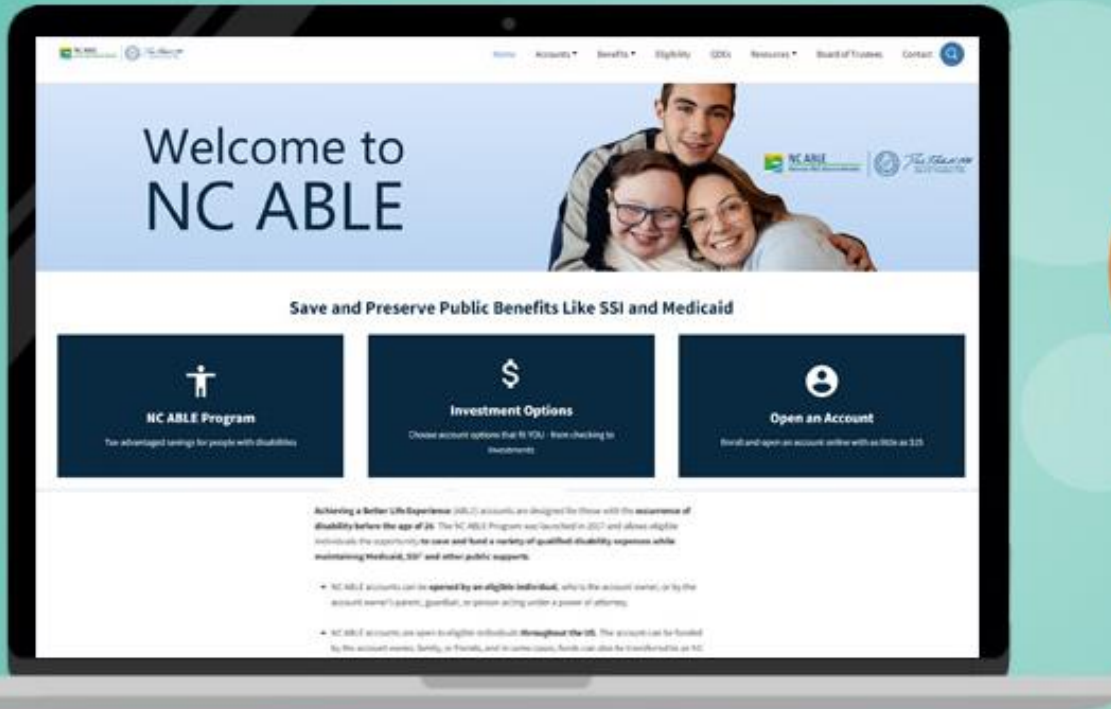 NC ABLE
Home Accounts Benefits Eligibility QDEs Resources Board of Trustees Contact
Welcome to
NC ABLE
NC ABLE
Save and Preserve Public Benefits Like SSI and Medicaid
NC ABLE Program
Tax advantaged savings for people with disabilities
$
Investment Options
Choose account options that fit YOU - from checking to
investments
Open an Account
Enroll and open an account online with as little as $25
Achieving a Better Life Experience (ABLE) accounts are designed for those with the occurrence of
disability before the age of 26. The NC ABLE Program was launched in 2017 and allows eligible
individuals the opportunity to save and fund a variety of qualified disability expenses while
maintaining Medicaid, SSI* and other public supports.
• NC ABLE accounts can be opened by an eligible individual, who is the account owner, or by the
account owner's parent, guardian, or person acting under a power of attorney.
• NC ABLE accounts are open to eligible individuals throughout the US. The account can be funded
by the account owner, family, or friends, and in some cases, funds can also be transferred to an NC